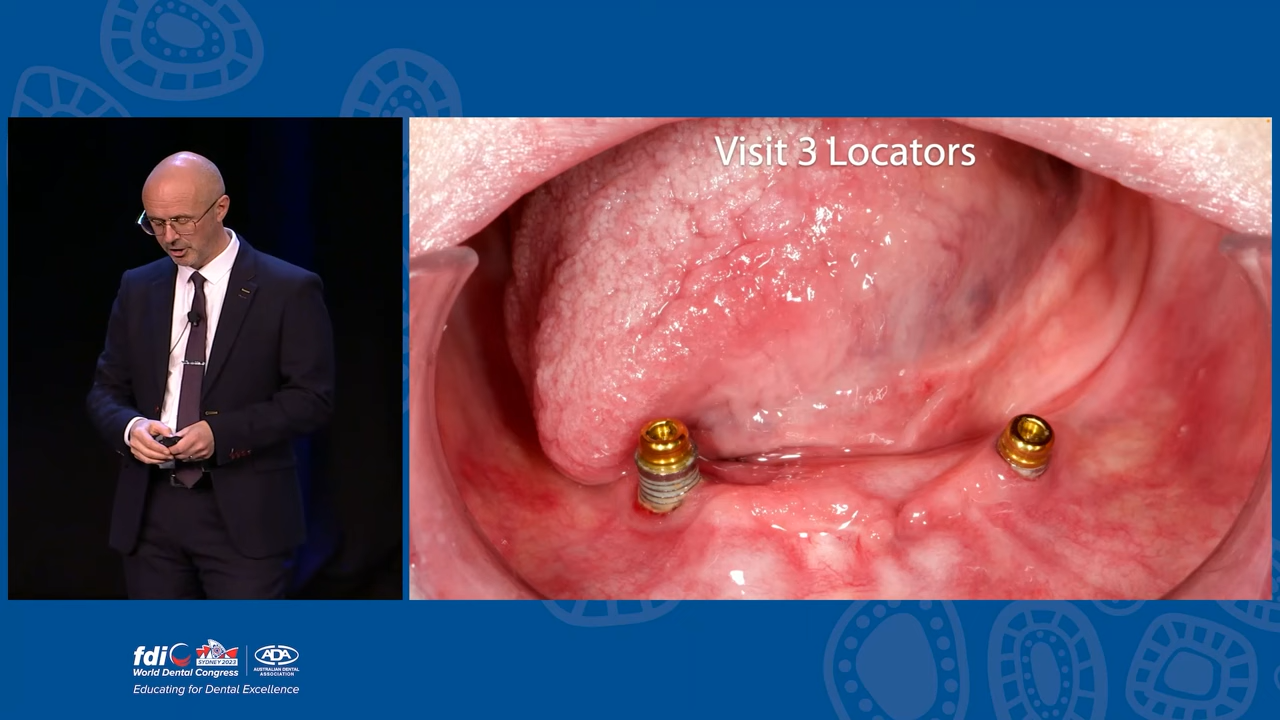 Visit 3 Locators
fdi
SYDNEY 2023
World Dental Congress
ADA
AUSTRALIAN DENTAL
ASSOCIATION
Educating for Dental Excellence